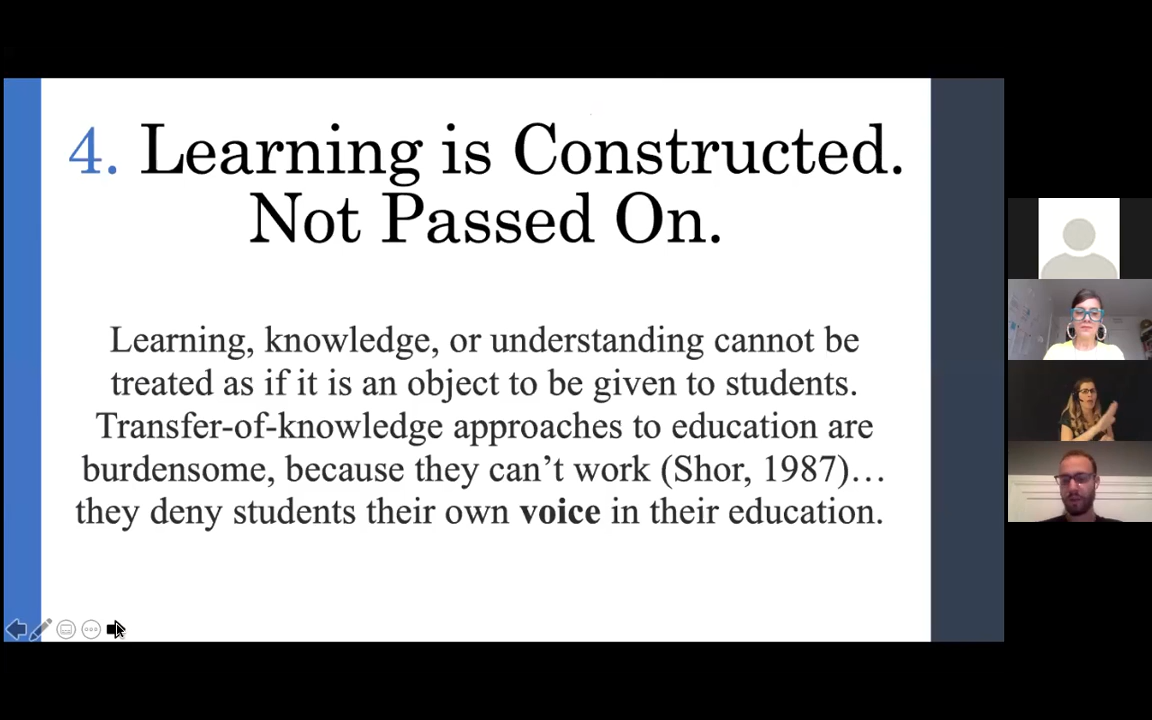 4. Learning is Constructed.
Not Passed On.
Learning, knowledge, or understanding cannot be
treated as if it is an object to be given to students.
Transfer-of-knowledge approaches to education are
burdensome, because they can’t work (Shor, 1987)…
they deny students their own voice in their education.